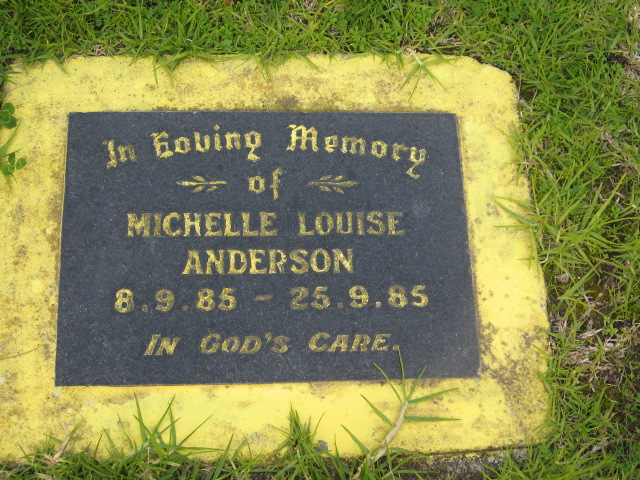 In Loving Memory
of
MICHELLE LOUISE
ANDERSON
8.9.85 - 25.9.85
IN GOD'S CARE.